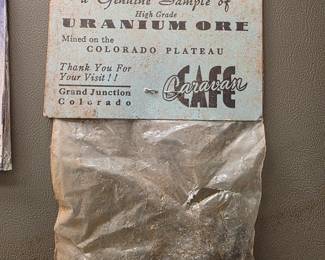 a Genuine Sample of
High Grade
URANIUM ORE
Mined on the
COLORADO PLATEAU
Thank You For
Your Visit!!
Grand Junction
Colorado
Caravan
CAFE